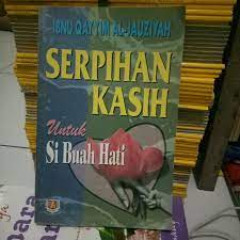 IBNU QAYYIM AL-JAUZIYAH
SERPIHAN
KASIH
Untuk
Si Buah Hati